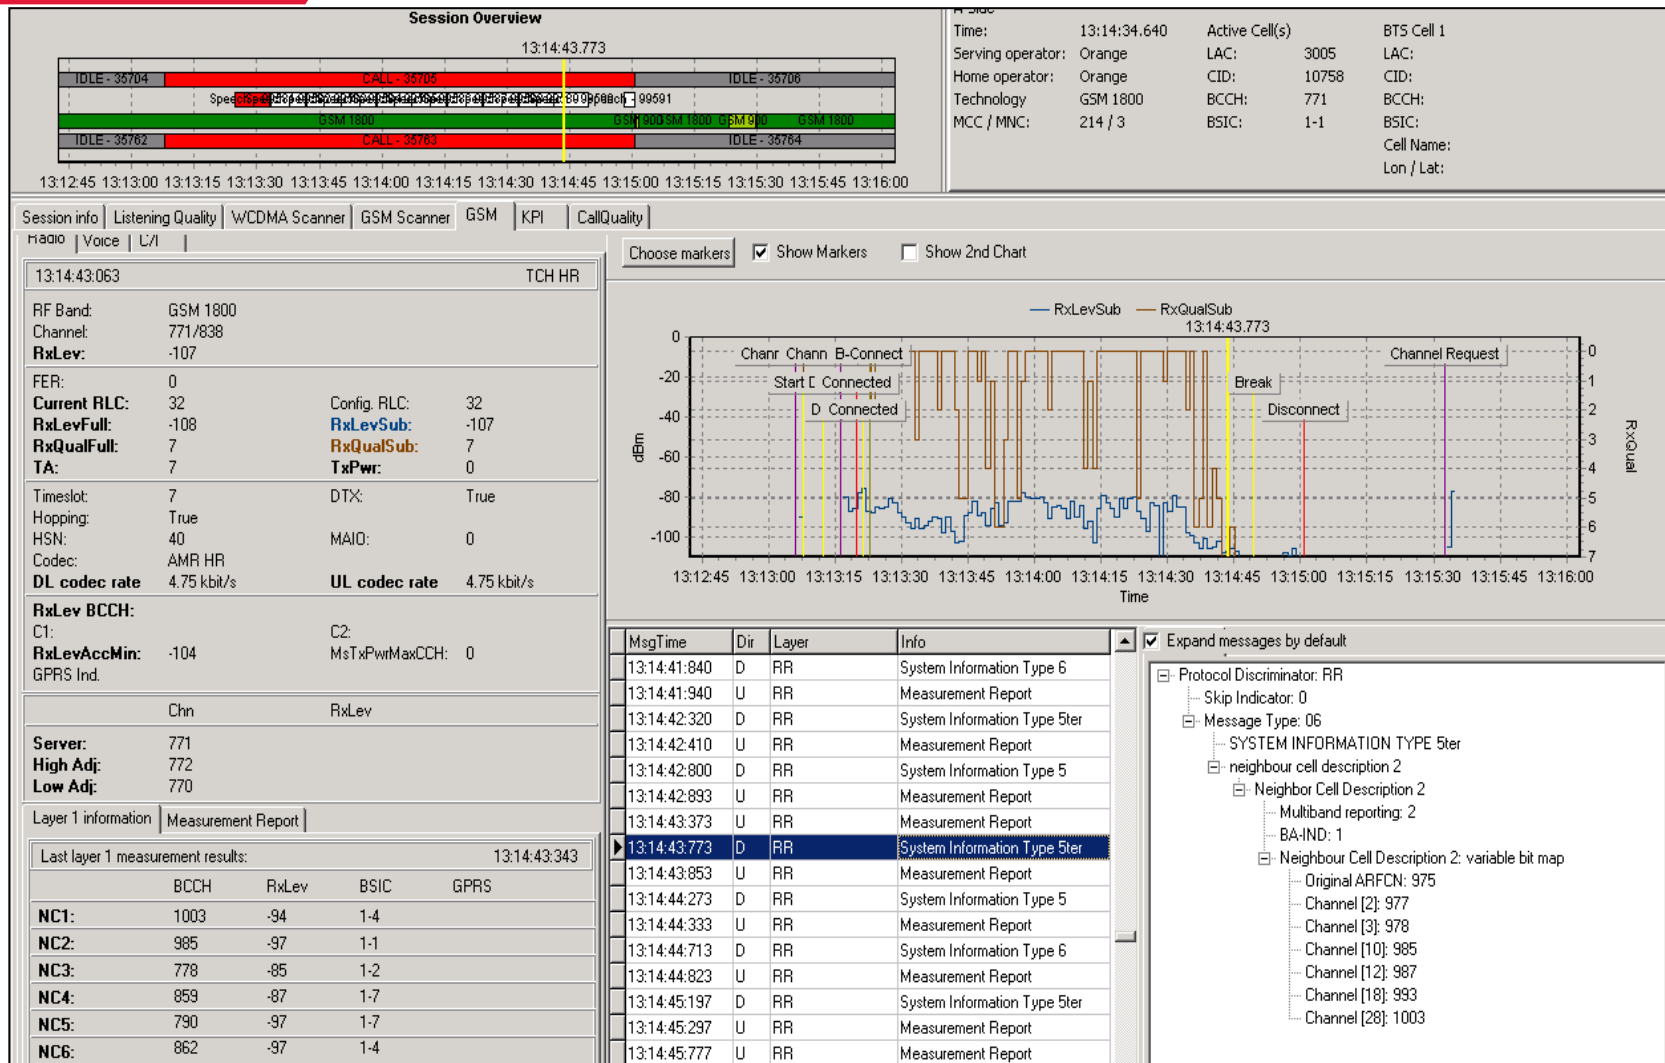 Session Overview
13:14:43.773
IDLE - 35704 CALL - 35705 IDLE - 35706
99591
GSM 1800 GSM 1800 GSM 1800
IDLE - 35762 CALL - 35763 IDLE - 35764
13:12:45 13:13:00 13:13:15 13:13:30 13:13:45 13:14:00 13:14:15 13:14:30 13:14:45 13:15:00 13:15:15 13:15:30 13:15:45 13:16:00
A Side
Time: 13:14:34.640 Active Cell(s) BTS Cell 1
Serving operator: Orange LAC: 3005 LAC:
Home operator: Orange CID: 10758 CID:
Technology GSM 1800 BCCH: 771 BCCH:
MCC / MNC: 214 / 3 BSIC: 1-1 BSIC:
Cell Name:
Lon / Lat:
Session info Listening Quality WCDMA Scanner GSM Scanner GSM KPI CallQuality
Radio Voice C/I
13:14:43:063 TCH HR
RF Band: GSM 1800
Channel: 771/838
RxLev: -107
FER: 0
Current RLC: 32 Config. RLC: 32
RxLevFull: -108 RxLevSub: -107
RxQualFull: 7 RxQualSub: 7
TA: 7 TxPwr: 0
Timeslot: 7 DTX: True
Hopping: True
HSN: 40 MAIO: 0
Codec: AMR HR
DL codec rate 4.75 kbit/s UL codec rate 4.75 kbit/s
RxLev BCCH:
C1: C2:
RxLevAccMin: -104 MsTxPwrMaxCCH: 0
GPRS Ind.
Chn RxLev
Server: 771
High Adj: 772
Low Adj: 770
Layer 1 information Measurement Report
Last layer 1 measurement results: 13:14:43:343
BCCH RxLev BSIC GPRS
NC1: 1003 -94 1-4
NC2: 985 -97 1-1
NC3: 778 -85 1-2
NC4: 859 -87 1-7
NC5: 790 -97 1-7
NC6: 862 -97 1-4
Choose markers Show Markers Show 2nd Chart
RxLevSub RxQualSub
13:14:43.773
Chanr Chann B-Connect Channel Request
Start D Connected Break
D Connected Disconnect
0 -20 -40 -60 -80 -100
dBm
0 1 2 3 4 5 6 7
RxQual
13:12:45 13:13:00 13:13:15 13:13:30 13:13:45 13:14:00 13:14:15 13:14:30 13:14:45 13:15:00 13:15:15 13:15:30 13:15:45 13:16:00
Time
MsgTime Dir Layer Info
13:14:41:840 D RR System Information Type 6
13:14:41:940 U RR Measurement Report
13:14:42:320 D RR System Information Type 5ter
13:14:42:410 U RR Measurement Report
13:14:42:800 D RR System Information Type 5
13:14:42:893 U RR Measurement Report
13:14:43:373 U RR Measurement Report
13:14:43:773 D RR System Information Type 5ter
13:14:43:853 U RR Measurement Report
13:14:44:273 D RR System Information Type 5
13:14:44:333 U RR Measurement Report
13:14:44:713 D RR System Information Type 6
13:14:44:823 U RR Measurement Report
13:14:45:197 D RR System Information Type 5ter
13:14:45:297 U RR Measurement Report
13:14:45:777 U RR Measurement Report
Expand messages by default
Protocol Discriminator: RR
Skip Indicator: 0
Message Type: 06
SYSTEM INFORMATION TYPE 5ter
neighbour cell description 2
Neighbor Cell Description 2
Multiband reporting: 2
BA-IND: 1
Neighbour Cell Description 2: variable bit map
Original ARFCN: 975
Channel [2]: 977
Channel [3]: 978
Channel [10]: 985
Channel [12]: 987
Channel [18]: 993
Channel [28]: 1003